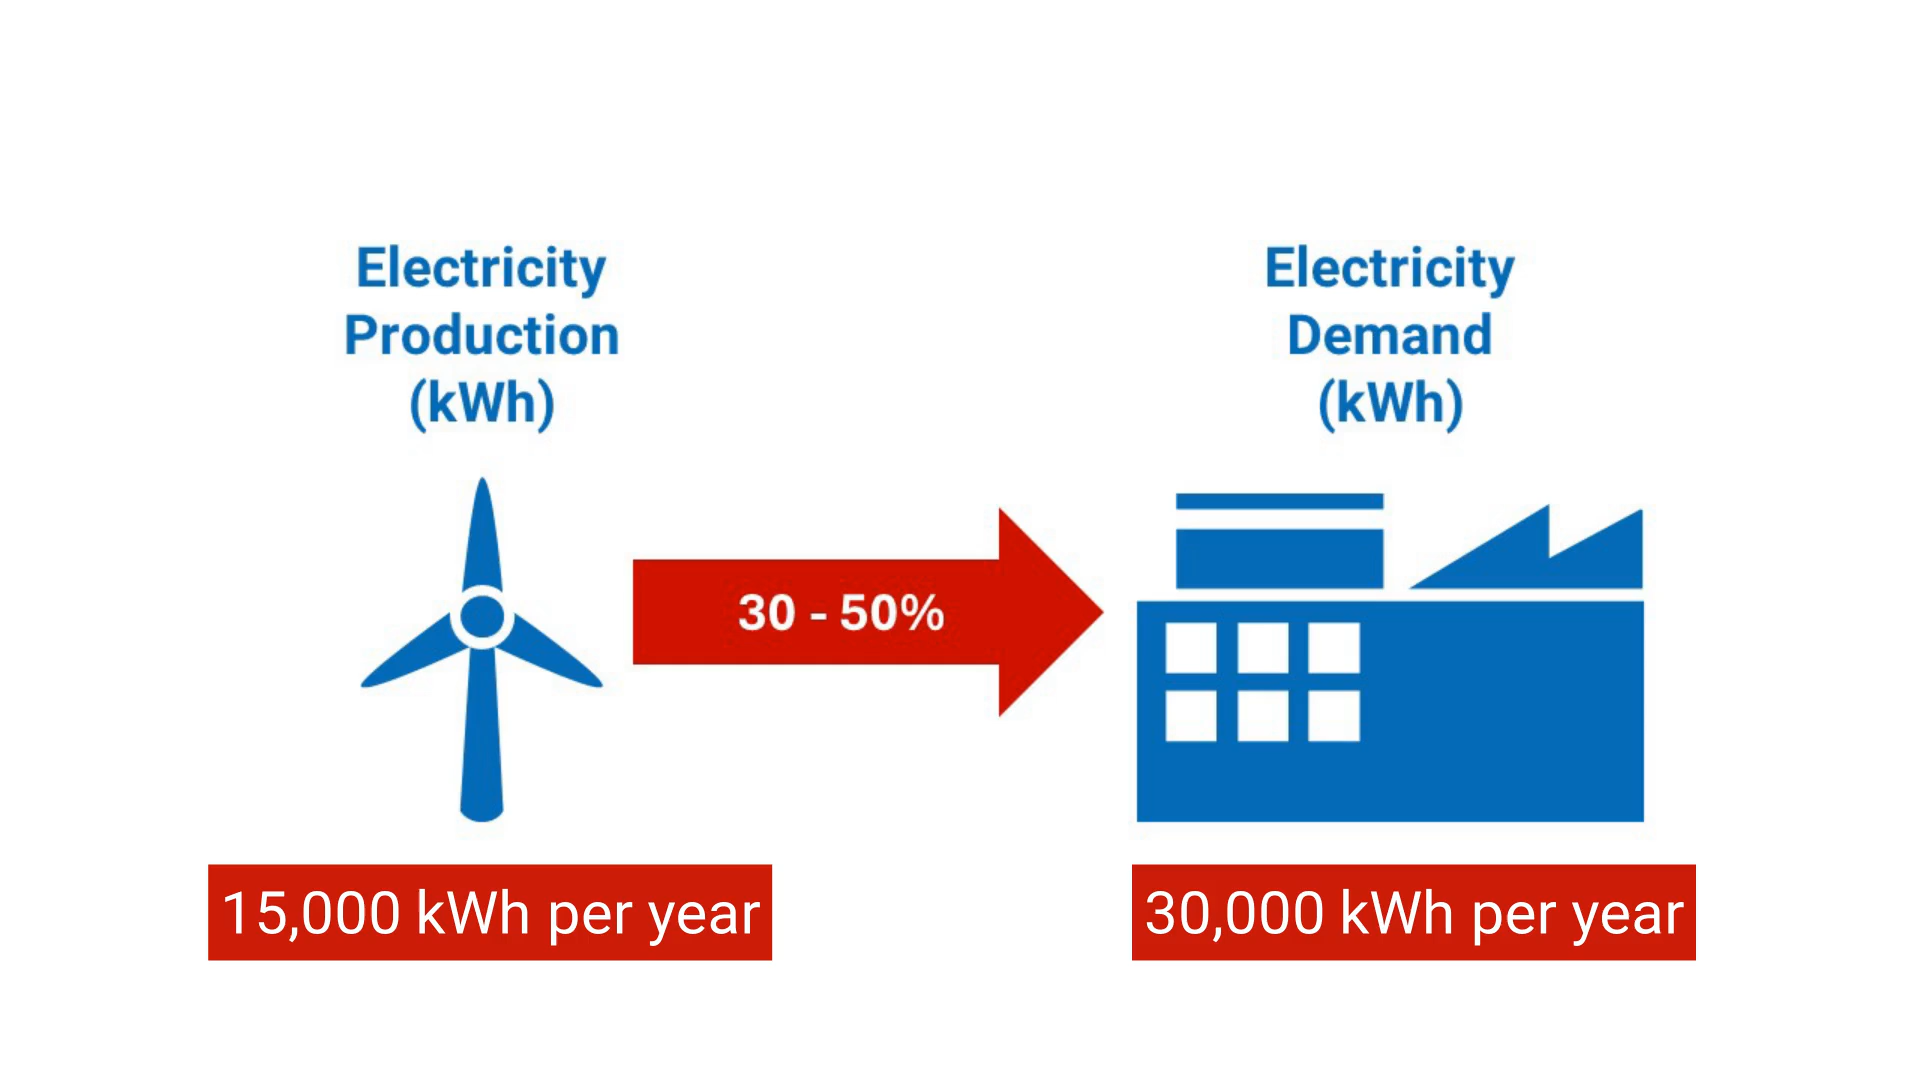 Electricity
Production
(kWh)
Electricity
Demand
(kWh)
30 - 50%
15,000 kWh per year
30,000 kWh per year